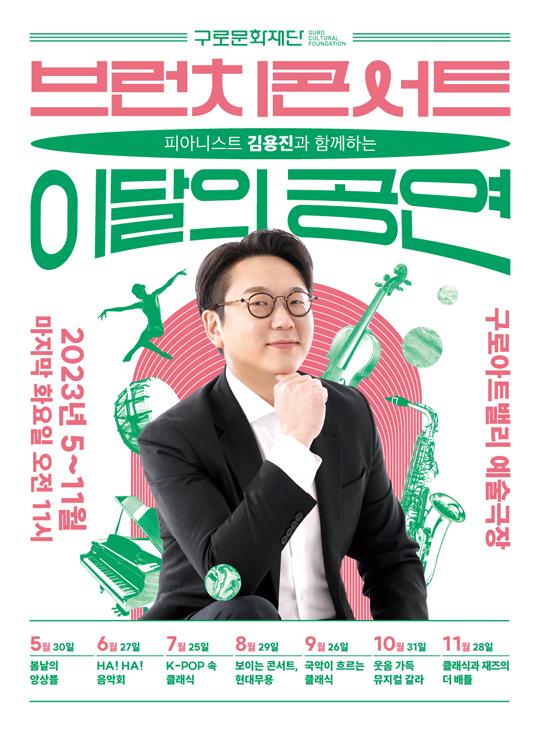 구로문화재단 GURO
CULTURAL
FOUNDATION
브런치콘서트
피아니스트 김용진과 함께하는
이달의 공연
2023년 5~11월
마지막 화요일 오전 11시
구로아트밸리 예술극장
5월 30일
봄날의
앙상블
6월 27일
HA! HA!
음악회
7월 25일
K-POP 속
클래식
8월 29일
보이는 콘서트,
현대무용
9월 26일
국악이 흐르는
클래식
10월 31일
웃음 가득
뮤지컬 갈라
11월 28일
클래식과 재즈의
더 배틀